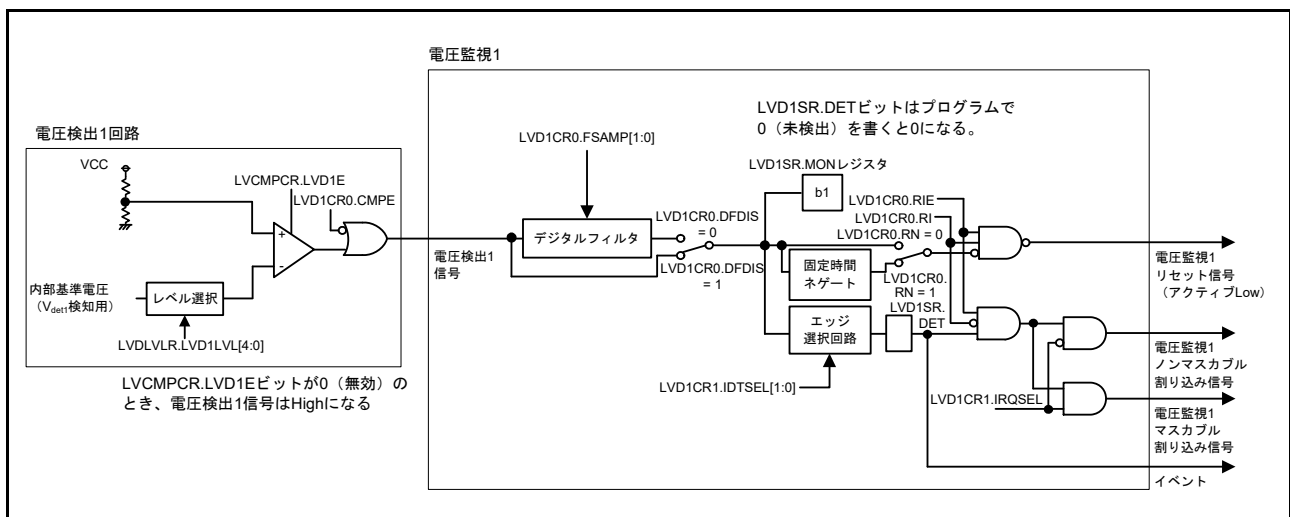 電圧監視1
電圧検出1回路
VCC
LVCMPCR.LVD1E
LVD1CR0.CMPE
+
-
内部基準電圧
(Vdet1検知用)
レベル選択
LVDLVLR.LVD1LVL[4:0]
LVCMPCR.LVD1Eビットが0(無効)の
とき、電圧検出1信号はHighになる
電圧検出1
信号
LVD1CR0.FSAMP[1:0]
デジタルフィルタ
LVD1CR0.DFDIS
= 0
LVD1CR0.DFDIS
= 1
LVD1SR.DETビットはプログラムで
0(未検出)を書くと0になる。
LVD1SR.MONレジスタ
b1
LVD1CR0.RIE
LVD1CR0.RI
LVD1CR0.RN = 0
固定時間
ネゲート
LVD1CR0.
RN = 1
LVD1SR.
DET
エッジ
選択回路
LVD1CR1.IDTSEL[1:0]
LVD1CR1.IRQSEL
電圧監視1
リセット信号
(アクティブLow)
電圧監視1
ノンマスカブル
割り込み信号
電圧監視1
マスカブル
割り込み信号
イベント